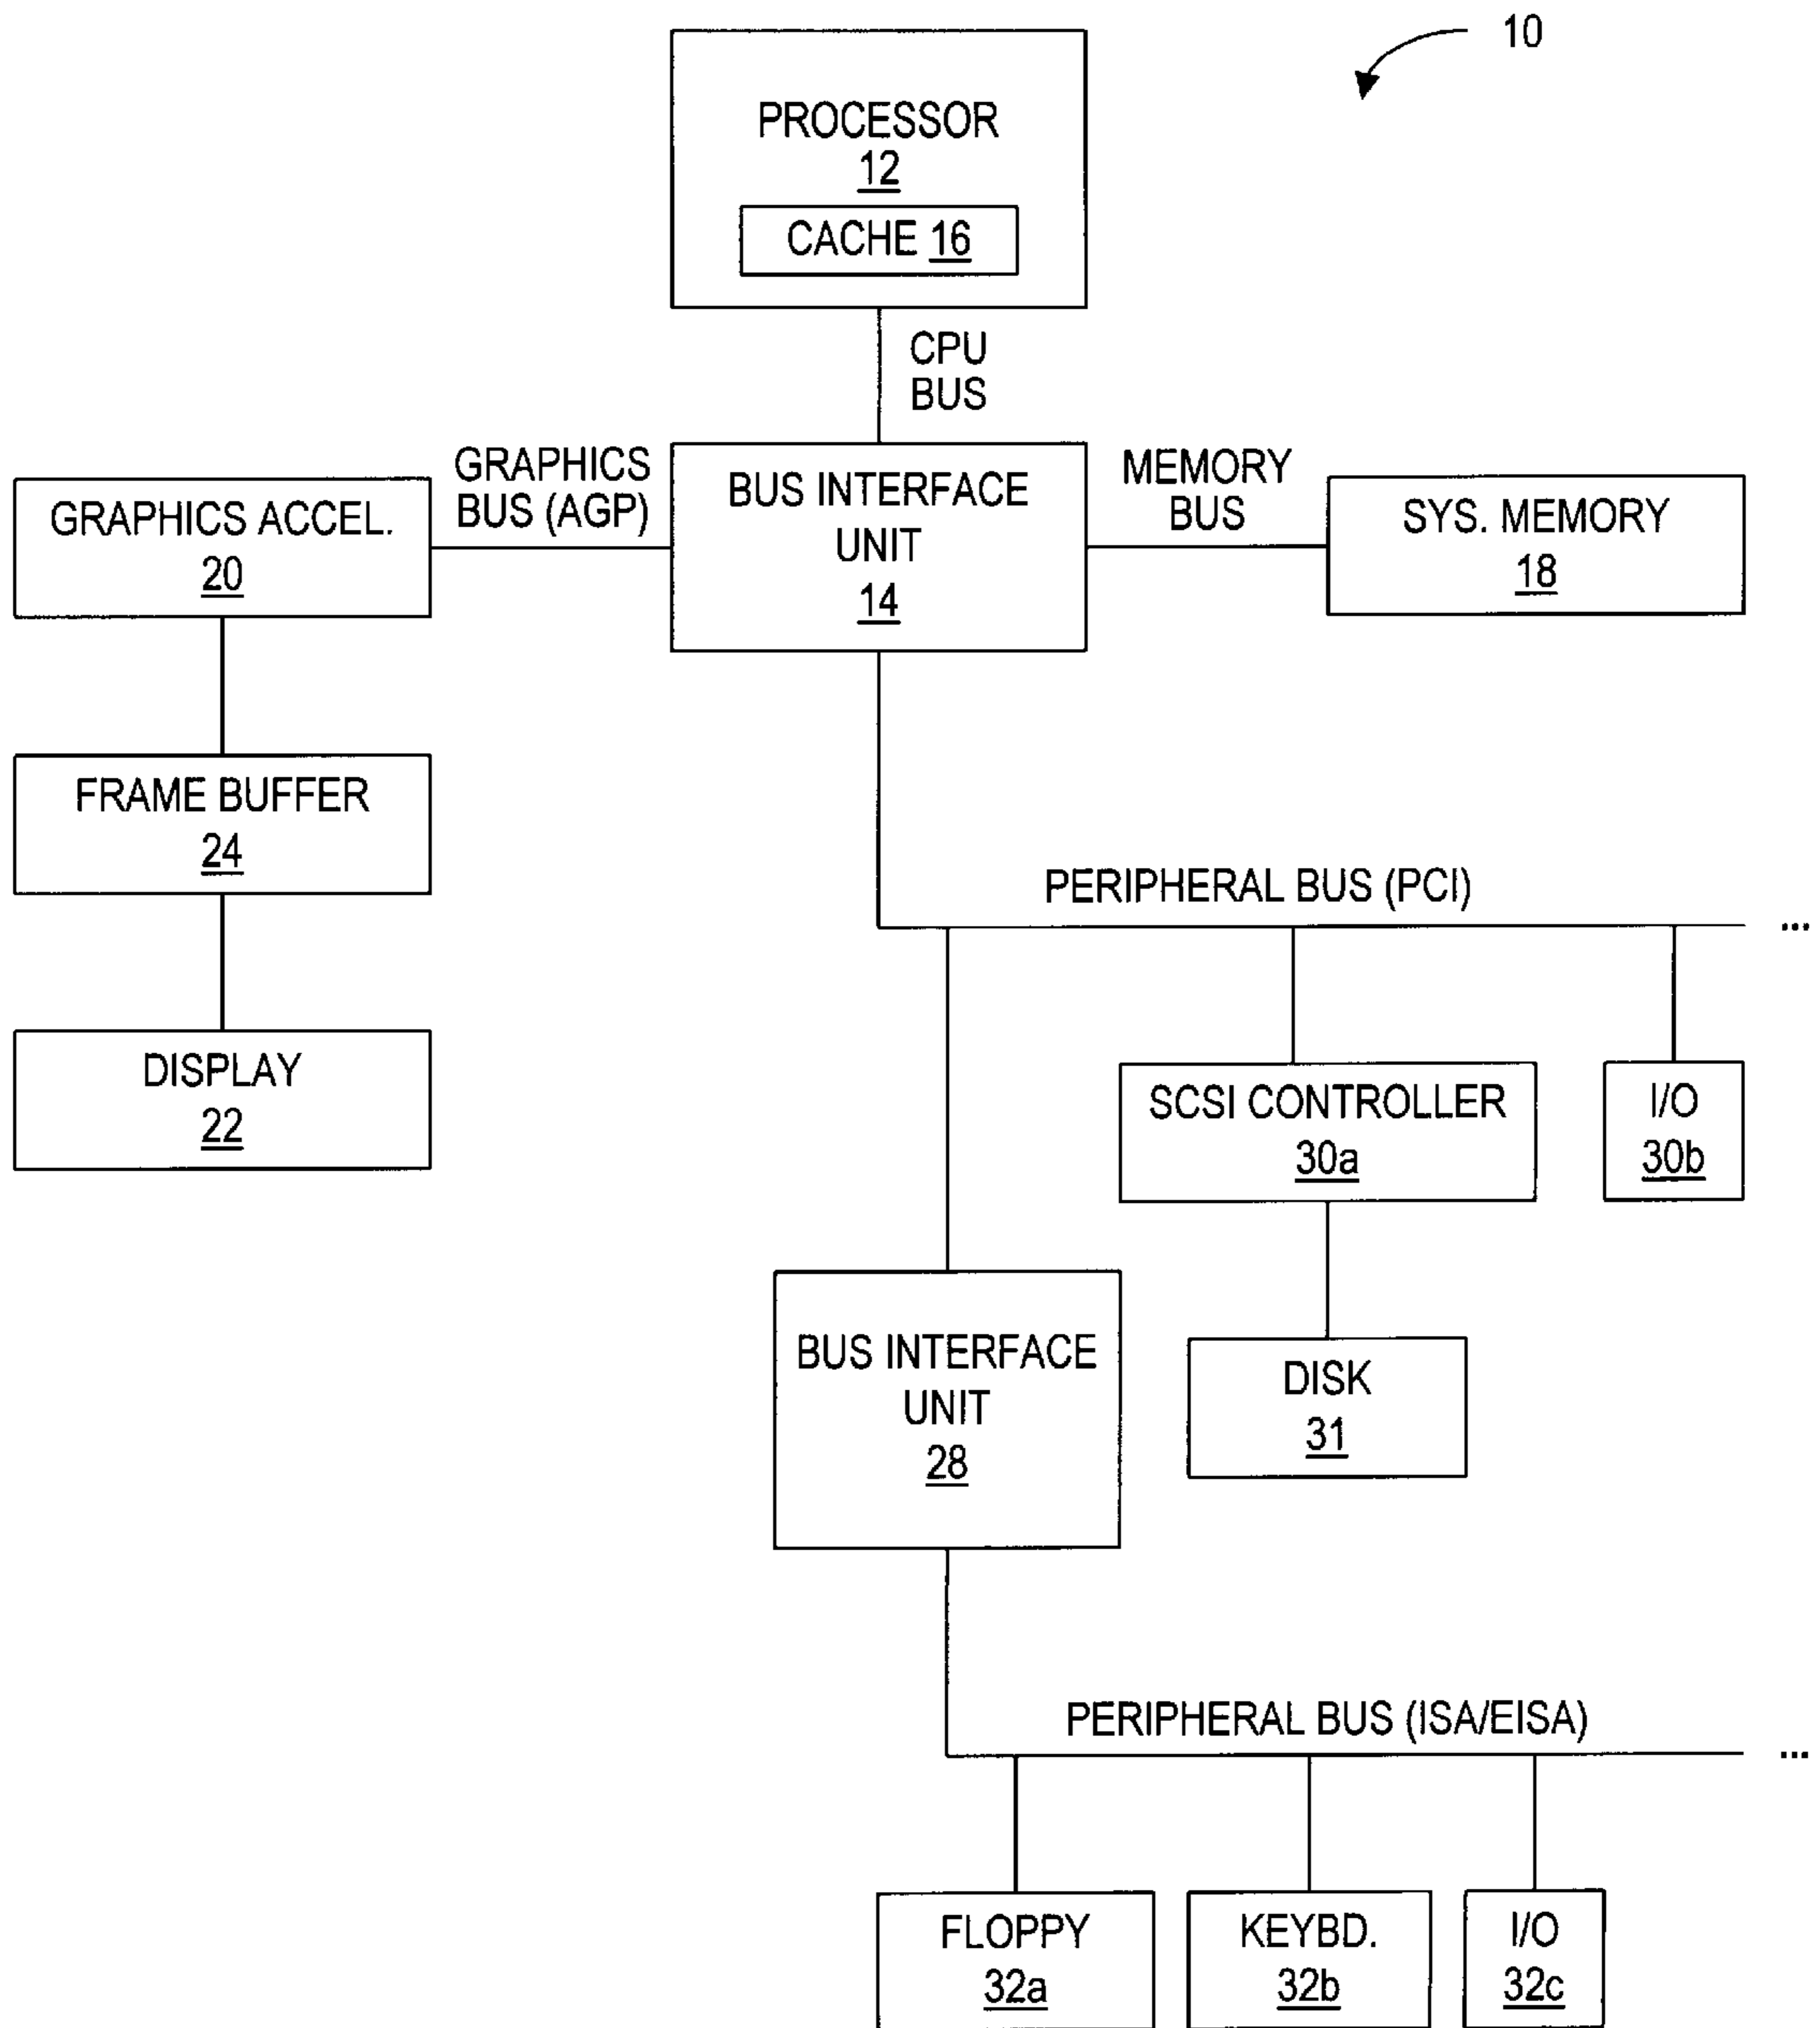 10
PROCESSOR
12
CACHE 16
CPU
BUS
GRAPHICS
BUS (AGP)
MEMORY
BUS
GRAPHICS ACCEL.
20
BUS INTERFACE
UNIT
14
SYS. MEMORY
18
FRAME BUFFER
24
PERIPHERAL BUS (PCI)
...
DISPLAY
22
SCSI CONTROLLER
30a
I/O
30b
BUS INTERFACE
UNIT
28
DISK
31
PERIPHERAL BUS (ISA/EISA)
...
FLOPPY
32a
KEYBD.
32b
I/O
32c